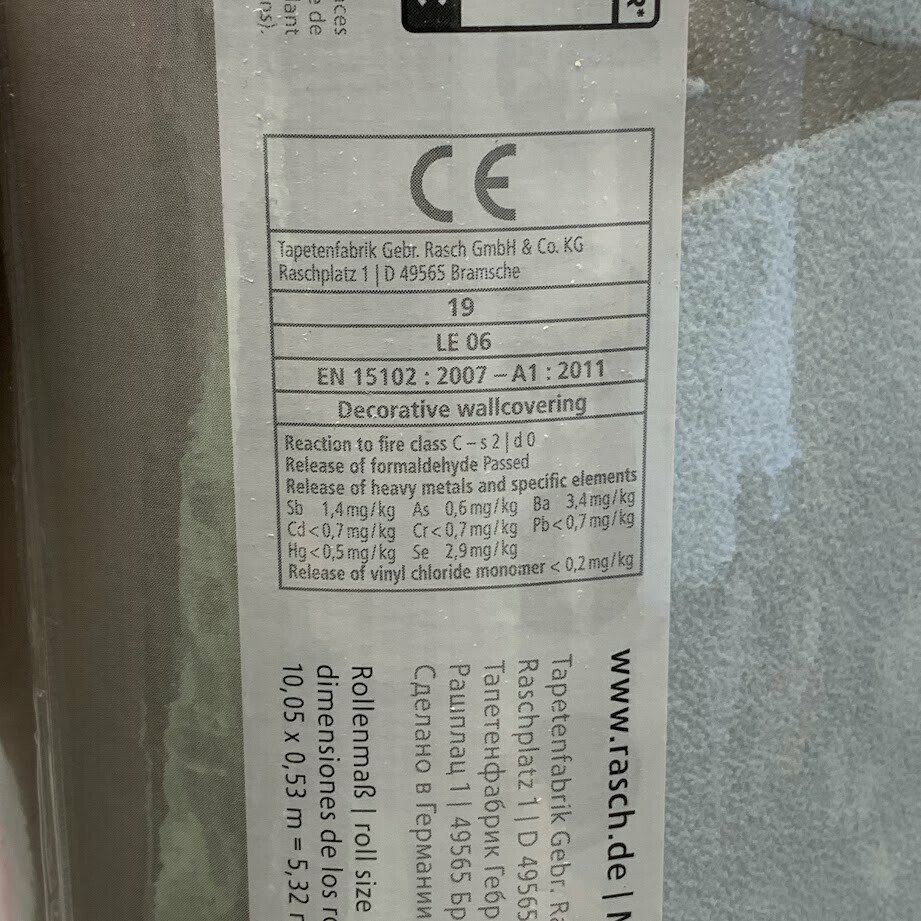 CE
Tapetenfabrik Gebr. Rasch GmbH & Co. KG
Raschplatz 1 | D 49565 Bramsche
19
LE 06
EN 15102 : 2007 – A1 : 2011
Decorative wallcovering
Reaction to fire class C – s 2 | d 0
Release of formaldehyde Passed
Release of heavy metals and specific elements
Sb 1,4 mg/kg As 0,6 mg/kg Ba 3,4 mg/kg
Cd < 0,7 mg/kg Cr < 0,7 mg/kg Pb < 0,7 mg/kg
Hg < 0,5 mg/kg Se 2,9 mg/kg
Release of vinyl chloride monomer < 0,2 mg/kg
www.rasch.de |
Tapetenfabrik Gebr.
Raschplatz 1 | D 4956
Тапетенфабрик Гебр
Рашплац 1 | 49565
Сделано в Германии
Rollenmaß | roll size
dimensiones de los
10,05 x 0,53 m = 5,32